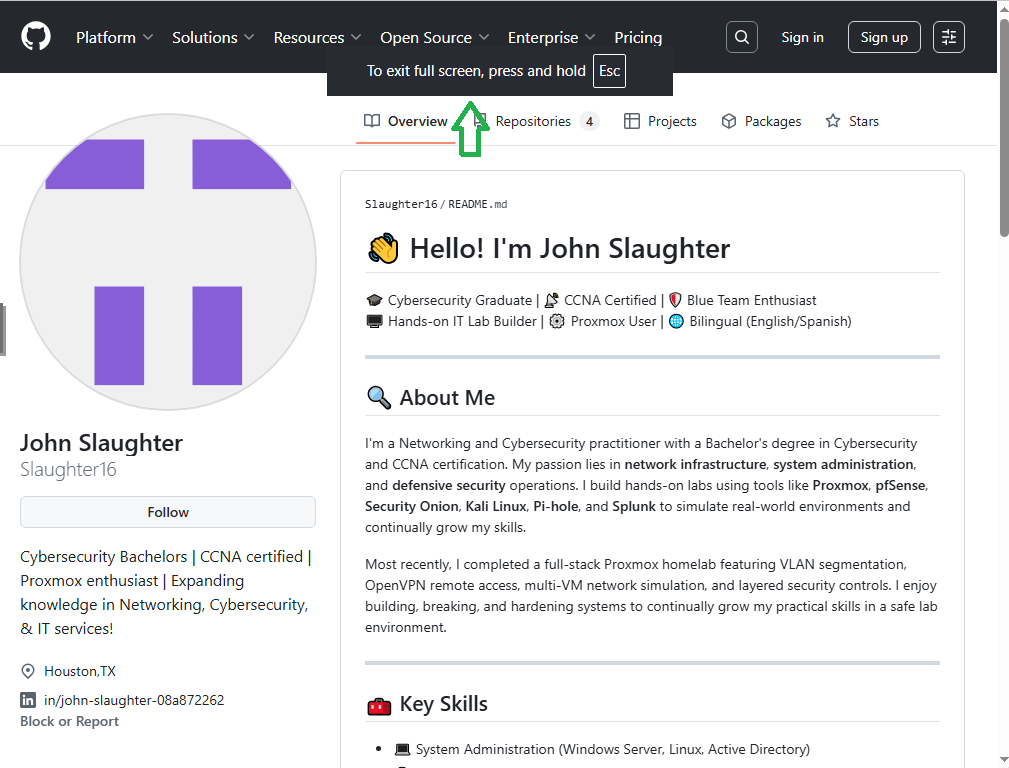 Platform Solutions Resources Open Source Enterprise Pricing Sign in Sign up
To exit full screen, press and hold Esc
Overview Repositories 4 Projects Packages Stars
Slaughter16/README.md
👋 Hello! I'm John Slaughter
🎓 Cybersecurity Graduate | 📡 CCNA Certified | 🛡️ Blue Team Enthusiast
🖥️ Hands-on IT Lab Builder | ⚙️ Proxmox User | 🌐 Bilingual (English/Spanish)
🔍 About Me
I'm a Networking and Cybersecurity practitioner with a Bachelor's degree in Cybersecurity
and CCNA certification. My passion lies in network infrastructure, system administration,
and defensive security operations. I build hands-on labs using tools like Proxmox, pfSense,
Security Onion, Kali Linux, Pi-hole, and Splunk to simulate real-world environments and
continually grow my skills.
Most recently, I completed a full-stack Proxmox homelab featuring VLAN segmentation,
OpenVPN remote access, multi-VM network simulation, and layered security controls. I enjoy
building, breaking, and hardening systems to continually grow my practical skills in a safe lab
environment.
🧰 Key Skills
• 💻 System Administration (Windows Server, Linux, Active Directory)
John Slaughter
Slaughter16
Follow
Cybersecurity Bachelors | CCNA certified |
Proxmox enthusiast | Expanding
knowledge in Networking, Cybersecurity,
& IT services!
Houston,TX
in/john-slaughter-08a872262
Block or Report